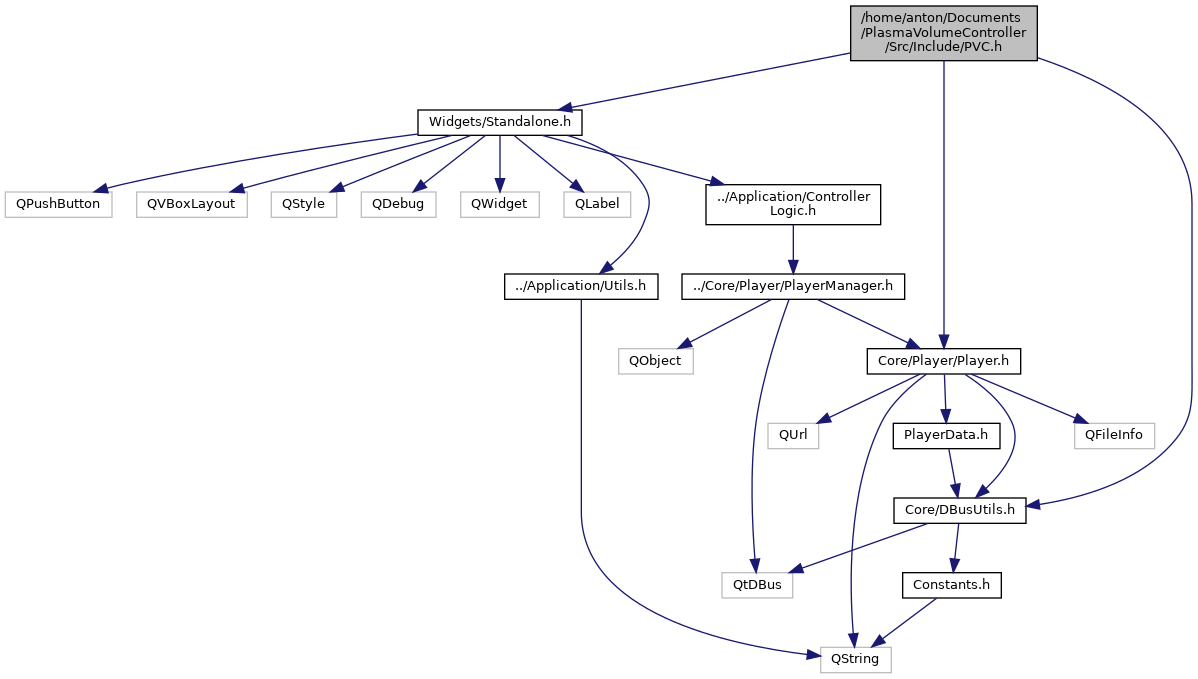 /home/anton/Documents
/PlasmaVolumeController
/Src/Include/PVC.h
Widgets/Standalone.h
QPushButton
QVBoxLayout
QStyle
QDebug
QWidget
QLabel
../Application/Controller
Logic.h
../Application/Utils.h
../Core/Player/PlayerManager.h
QObject
Core/Player/Player.h
QUrl
PlayerData.h
QFileInfo
Core/DBusUtils.h
QtDBus
Constants.h
QString